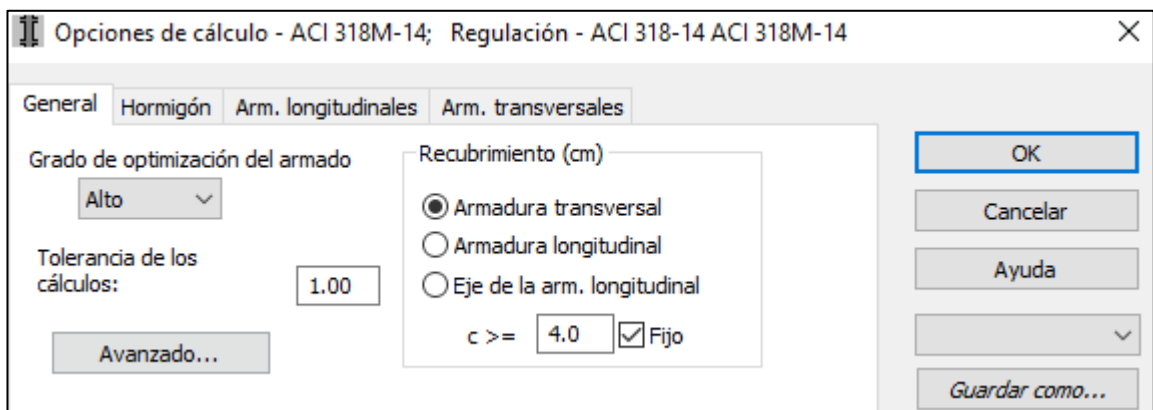 Opciones de cálculo - ACI 318M-14; Regulación - ACI 318-14 ACI 318M-14
General
Hormigón
Arm. longitudinales
Arm. transversales
Grado de optimización del armado
Alto
Tolerancia de los
cálculos:
1.00
Avanzado...
Recubrimiento (cm)
Armadura transversal
Armadura longitudinal
Eje de la arm. longitudinal
c >= 4.0 Fijo
OK
Cancelar
Ayuda
Guardar como...